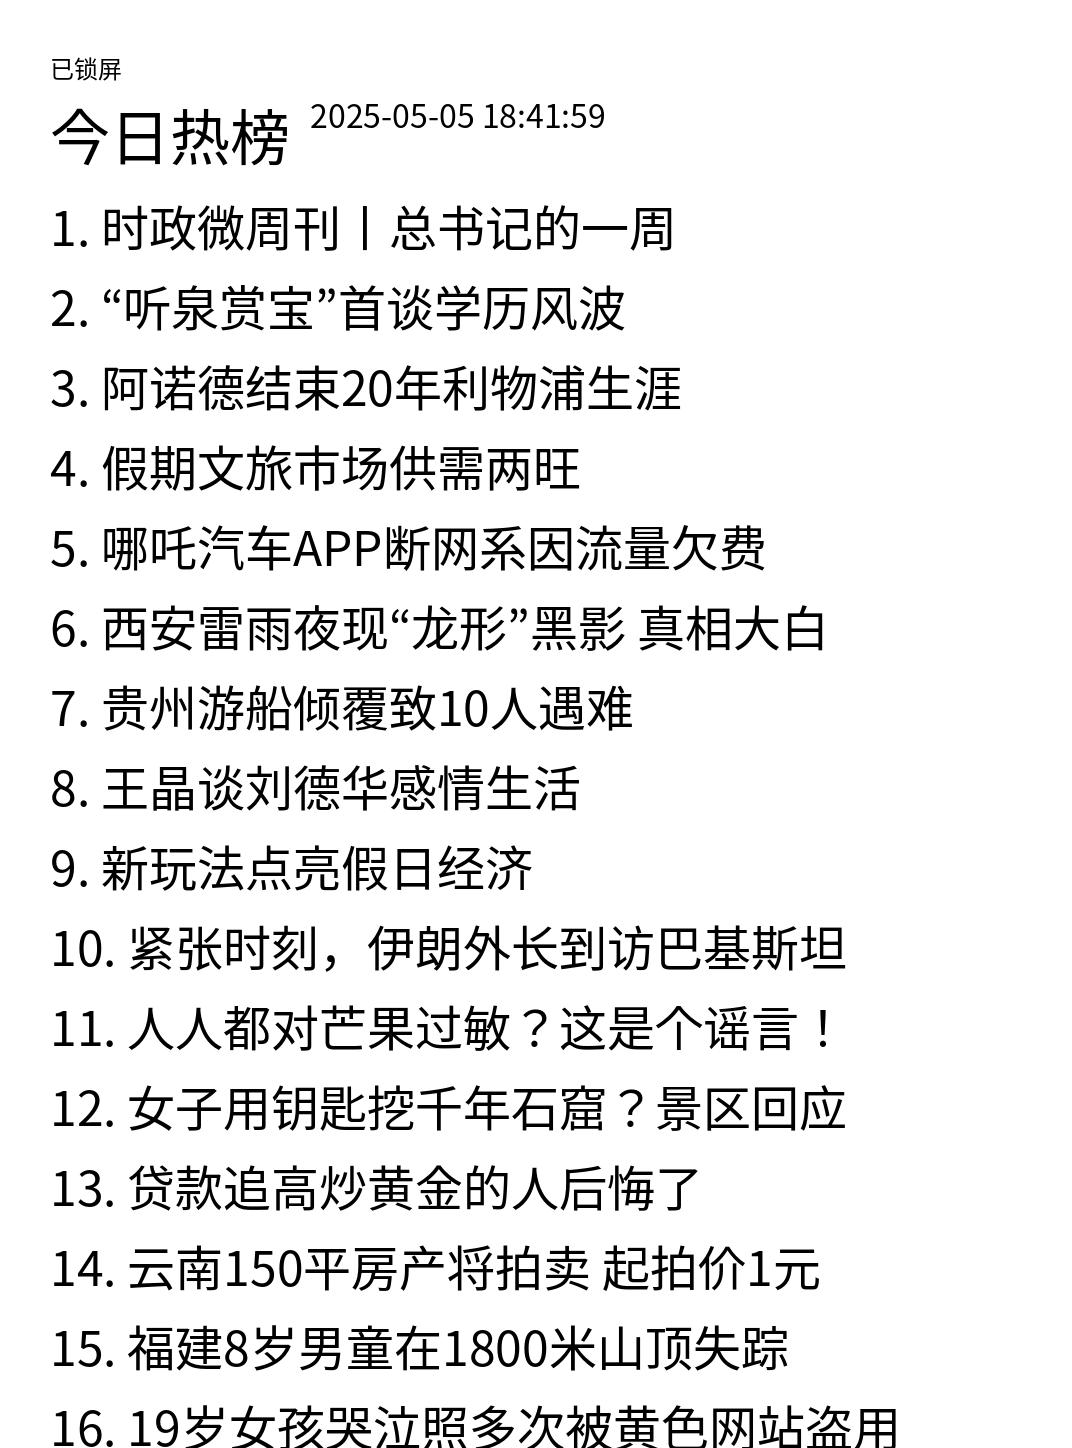 已锁屏
今日热榜 2025-05-05 18:41:59
1. 时政微周刊丨总书记的一周
2. “听泉赏宝”首谈学历风波
3. 阿诺德结束20年利物浦生涯
4. 假期文旅市场供需两旺
5. 哪吒汽车APP断网系因流量欠费
6. 西安雷雨夜现“龙形”黑影 真相大白
7. 贵州游船倾覆致10人遇难
8. 王晶谈刘德华感情生活
9. 新玩法点亮假日经济
10. 紧张时刻，伊朗外长到访巴基斯坦
11. 人人都对芒果过敏？这是个谣言！
12. 女子用钥匙挖千年石窟？景区回应
13. 贷款追高炒黄金的人后悔了
14. 云南150平房产将拍卖 起拍价1元
15. 福建8岁男童在1800米山顶失踪
16. 19岁女孩哭泣照多次被黄色网站盗用